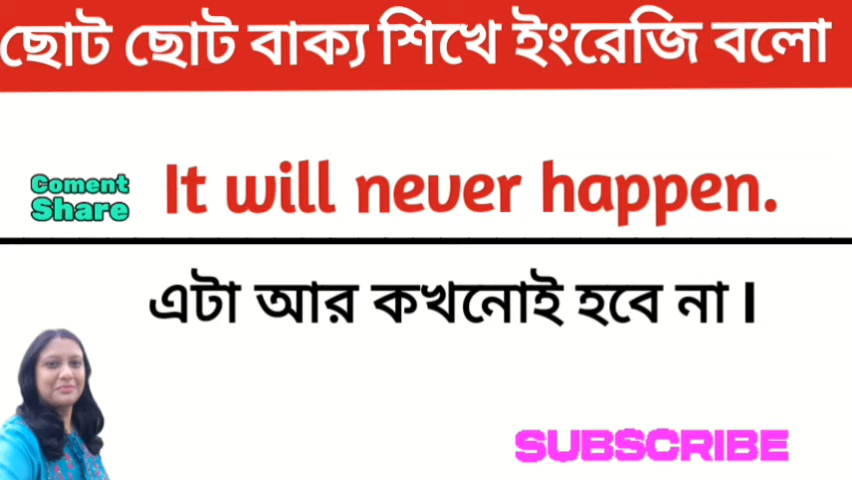 ছোট ছোট বাক্য শিখে ইংরেজি বলো
Coment
Share
It will never happen.
এটা আর কখনোই হবে না।
SUBSCRIBE